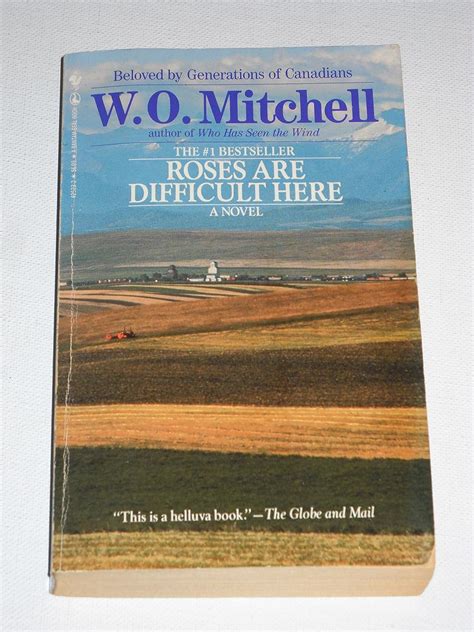 Beloved by Generations of Canadians
W.O. Mitchell
author of Who Has Seen the Wind
THE #1 BESTSELLER
ROSES ARE
DIFFICULT HERE
A NOVEL
“This is a helluva book.”—The Globe and Mail